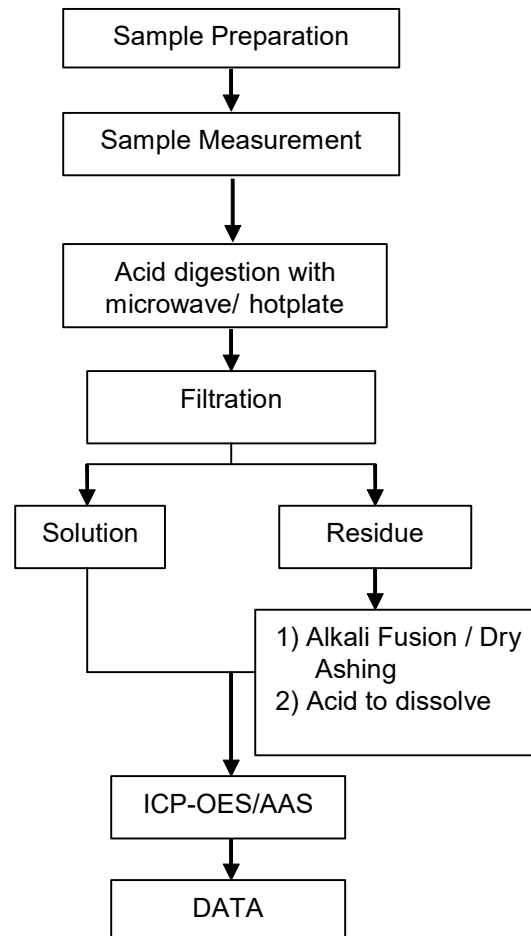 Sample Preparation
Sample Measurement
Acid digestion with
microwave/ hotplate
Filtration
Solution
Residue
1) Alkali Fusion / Dry
Ashing
2) Acid to dissolve
ICP-OES/AAS
DATA